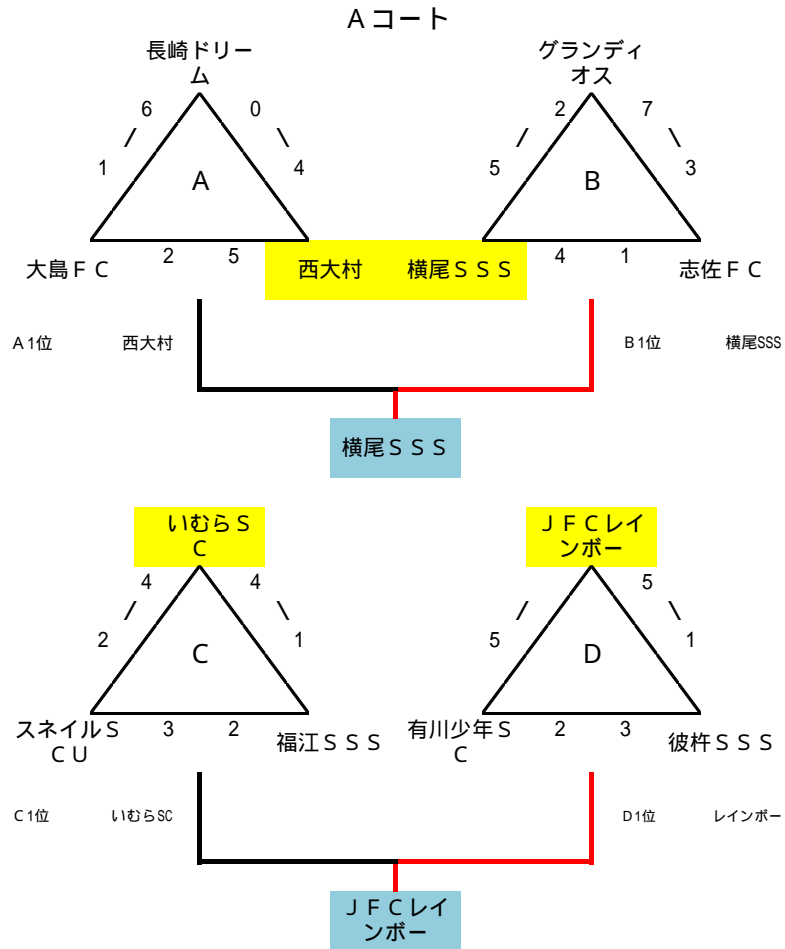 Ａコート
長崎ドリー
ム
グランディ
オス
6 0 2 7
/ \ / \
1 4 5 3
A B
2 5 4 1
大島ＦＣ 西大村 横尾ＳＳＳ 志佐ＦＣ
A1位 西大村 B1位 横尾SSS
横尾ＳＳＳ
いむらＳ
Ｃ
ＪＦＣレイ
ンボー
4 4 5
/ \ / \
2 1 5 1
C D
スネイルＳ
ＣＵ
3 2
福江ＳＳＳ
有川少年Ｓ
Ｃ
2 3
彼杵ＳＳＳ
C1位 いむらSC D1位 レインボー
ＪＦＣレイ
ンボー